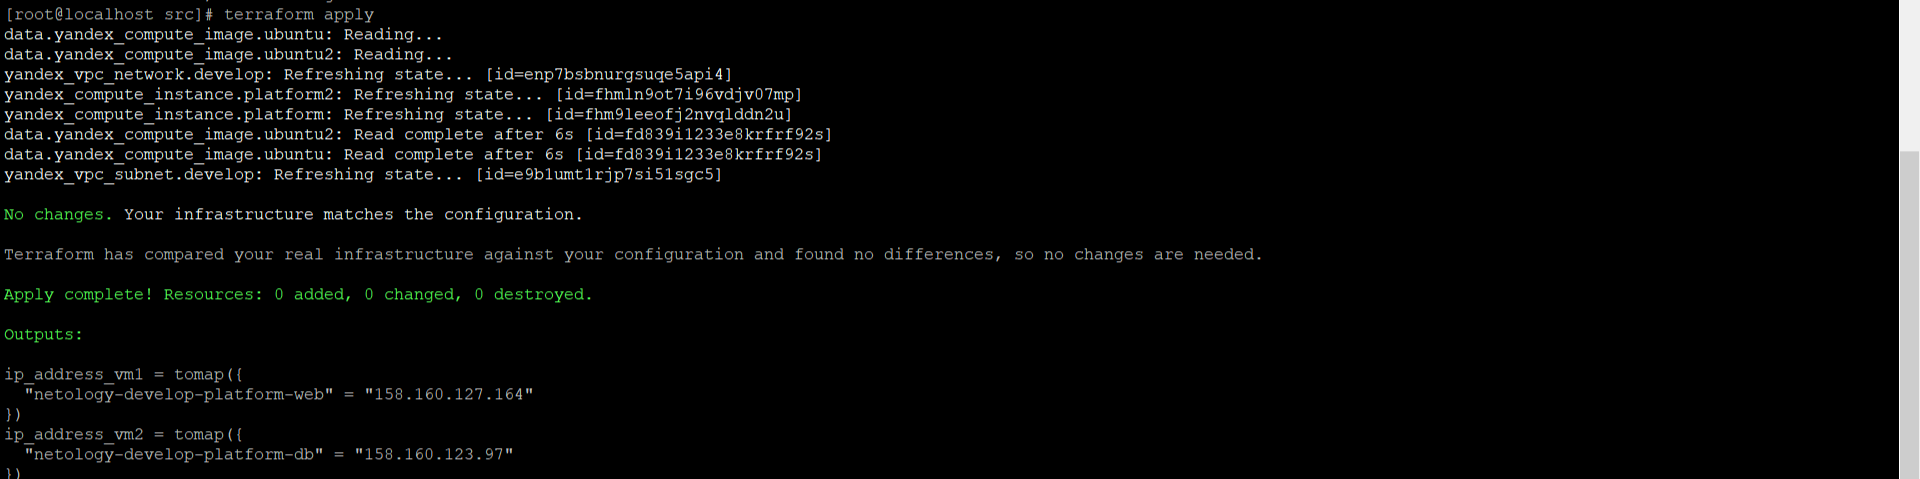 [root@localhost src]# terraform apply
data.yandex_compute_image.ubuntu: Reading...
data.yandex_compute_image.ubuntu2: Reading...
yandex_vpc_network.develop: Refreshing state... [id=enp7bsbnurgsuqe5api4]
yandex_compute_instance.platform2: Refreshing state... [id=fhmln9ot7i96vdjv07mp]
yandex_compute_instance.platform: Refreshing state... [id=fhm9leeofj2nvqlddn2u]
data.yandex_compute_image.ubuntu2: Read complete after 6s [id=fd839i1233e8krfrf92s]
data.yandex_compute_image.ubuntu: Read complete after 6s [id=fd839i1233e8krfrf92s]
yandex_vpc_subnet.develop: Refreshing state... [id=e9b1umt1rjp7si51sgc5]
No changes. Your infrastructure matches the configuration.
Terraform has compared your real infrastructure against your configuration and found no differences, so no changes are needed.
Apply complete! Resources: 0 added, 0 changed, 0 destroyed.
Outputs:
ip_address_vm1 = tomap({
  "netology-develop-platform-web" = "158.160.127.164"
})
ip_address_vm2 = tomap({
  "netology-develop-platform-db" = "158.160.123.97"
})